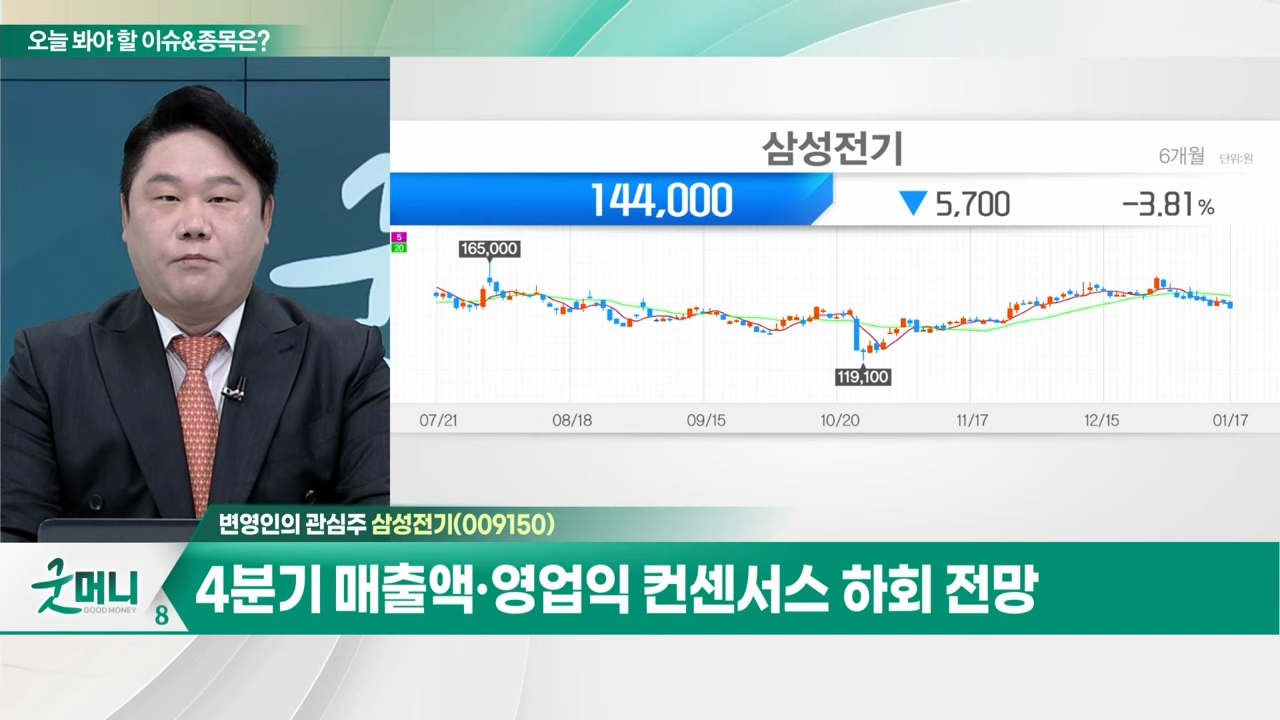 오늘 봐야 할 이슈&종목은?
삼성전기
6개월 단위:원
144,000 ▼ 5,700 -3.81%
5
20
165,000
119,100
07/21 08/18 09/15 10/20 11/17 12/15 01/17
변영인의 관심주 삼성전기(009150)
굿머니
GOOD MONEY
8
4분기 매출액·영업익 컨센서스 하회 전망